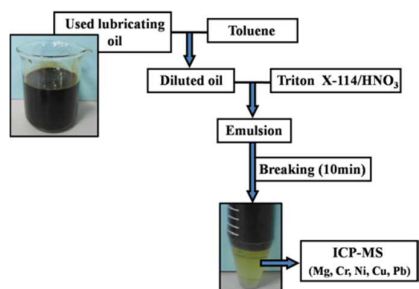 Used lubricating
oil
Toluene
Diluted oil
Triton X-114/HNO₃
Emulsion
Breaking (10min)
ICP-MS
(Mg, Cr, Ni, Cu, Pb)